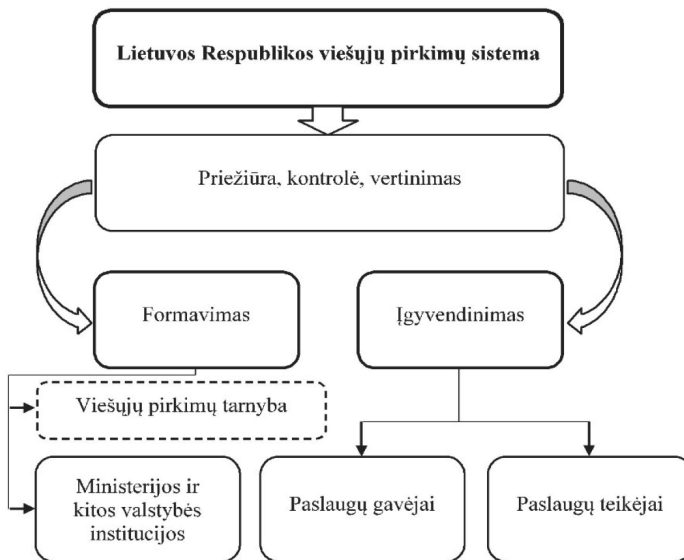 Lietuvos Respublikos viešųjų pirkimų sistema
Priežiūra, kontrolė, vertinimas
Formavimas
Įgyvendinimas
Viešųjų pirkimų tarnyba
Ministerijos ir
kitos valstybės
institucijos
Paslaugų gavėjai
Paslaugų teikėjai